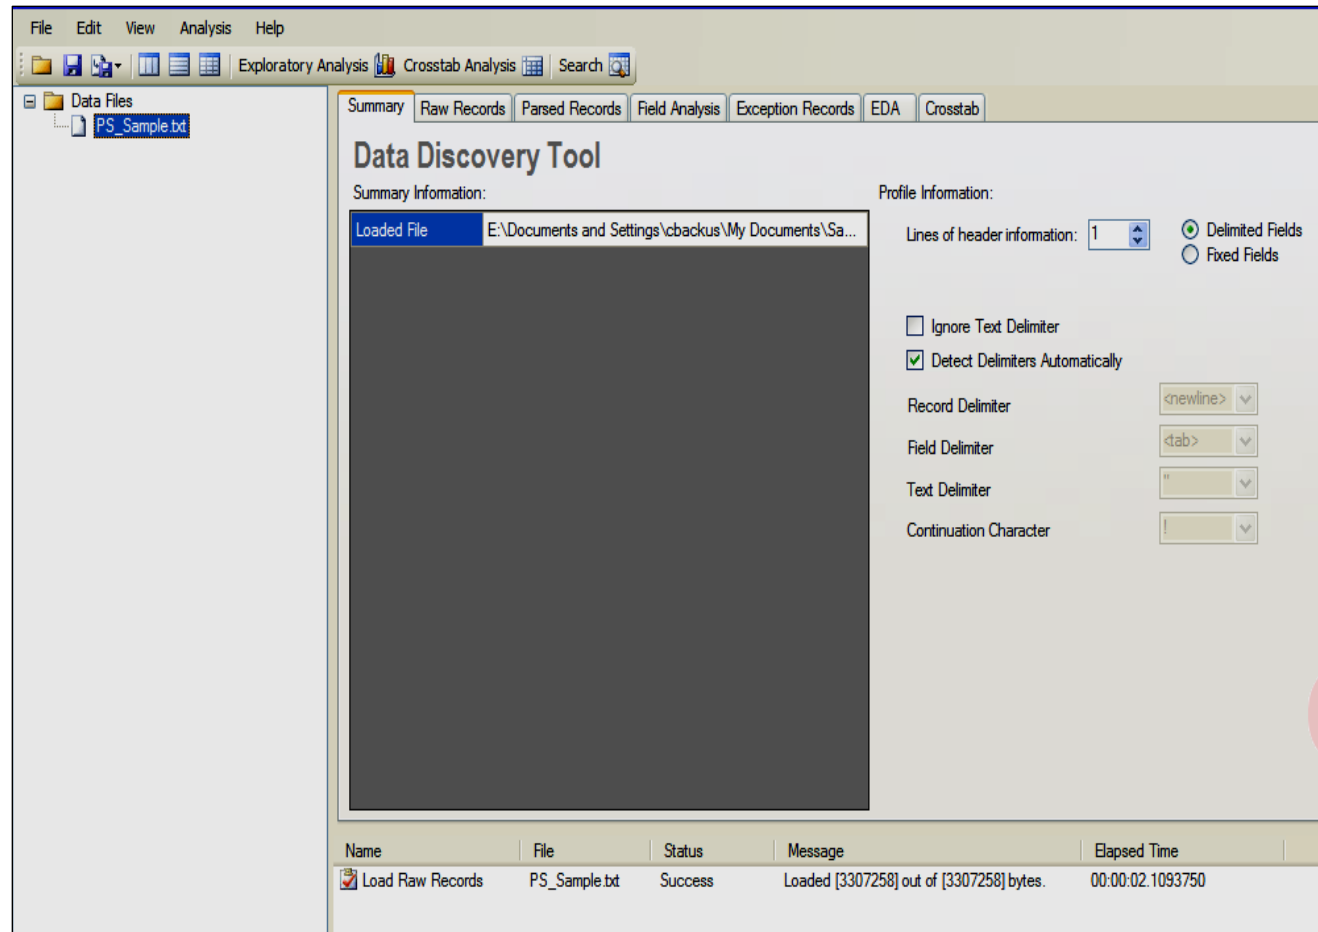 File Edit View Analysis Help
Exploratory Analysis Crosstab Analysis Search
Data Files
PS_Sample.txt
Summary Raw Records Parsed Records Field Analysis Exception Records EDA Crosstab
Data Discovery Tool
Summary Information:
Loaded File E:\Documents and Settings\cbackus\My Documents\Sa...
Profile Information:
Lines of header information: 1
Delimited Fields
Fixed Fields
Ignore Text Delimiter
Detect Delimiters Automatically
Record Delimiter <newline>
Field Delimiter <tab>
Text Delimiter "
Continuation Character !
Name File Status Message Elapsed Time
Load Raw Records PS_Sample.txt Success Loaded [3307258] out of [3307258] bytes. 00:00:02.1093750